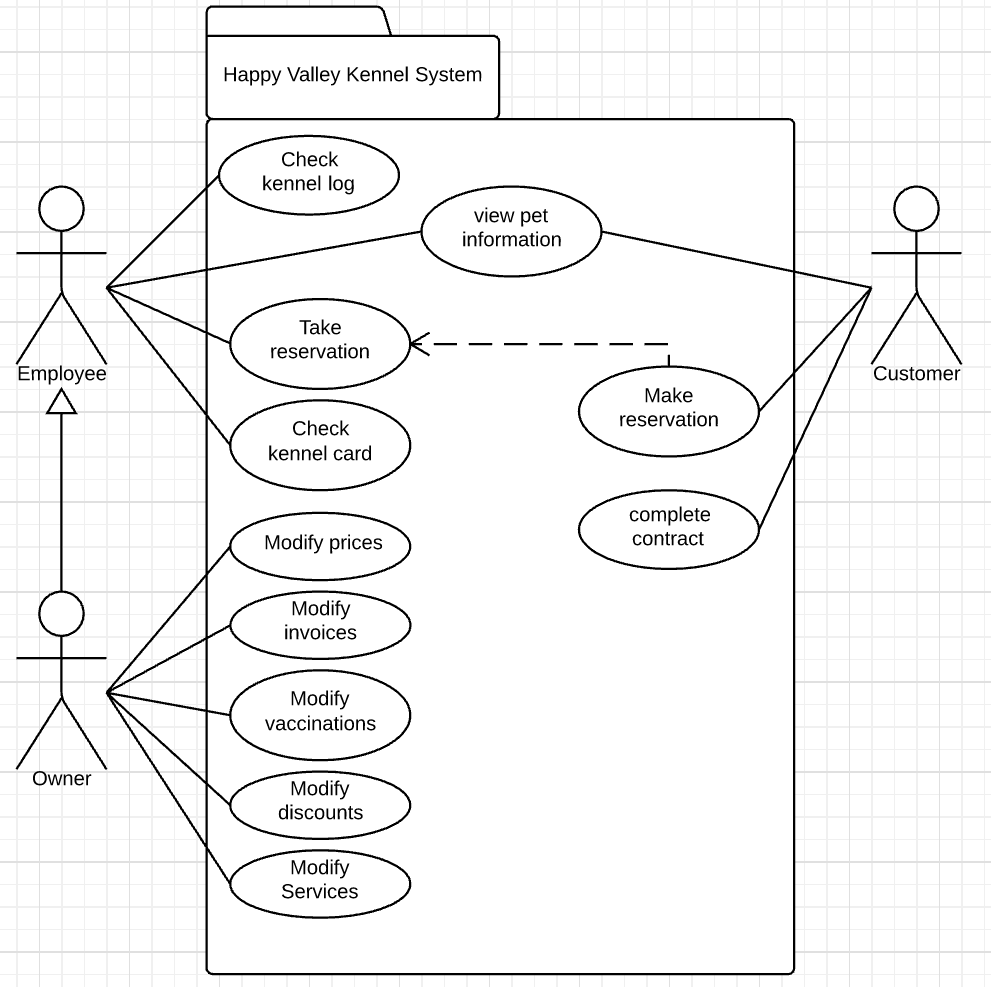 Happy Valley Kennel System
Check
kennel log
view pet
information
Take
reservation
Employee
Customer
Make
reservation
Check
kennel card
complete
contract
Modify prices
Modify
invoices
Modify
vaccinations
Owner
Modify
discounts
Modify
Services